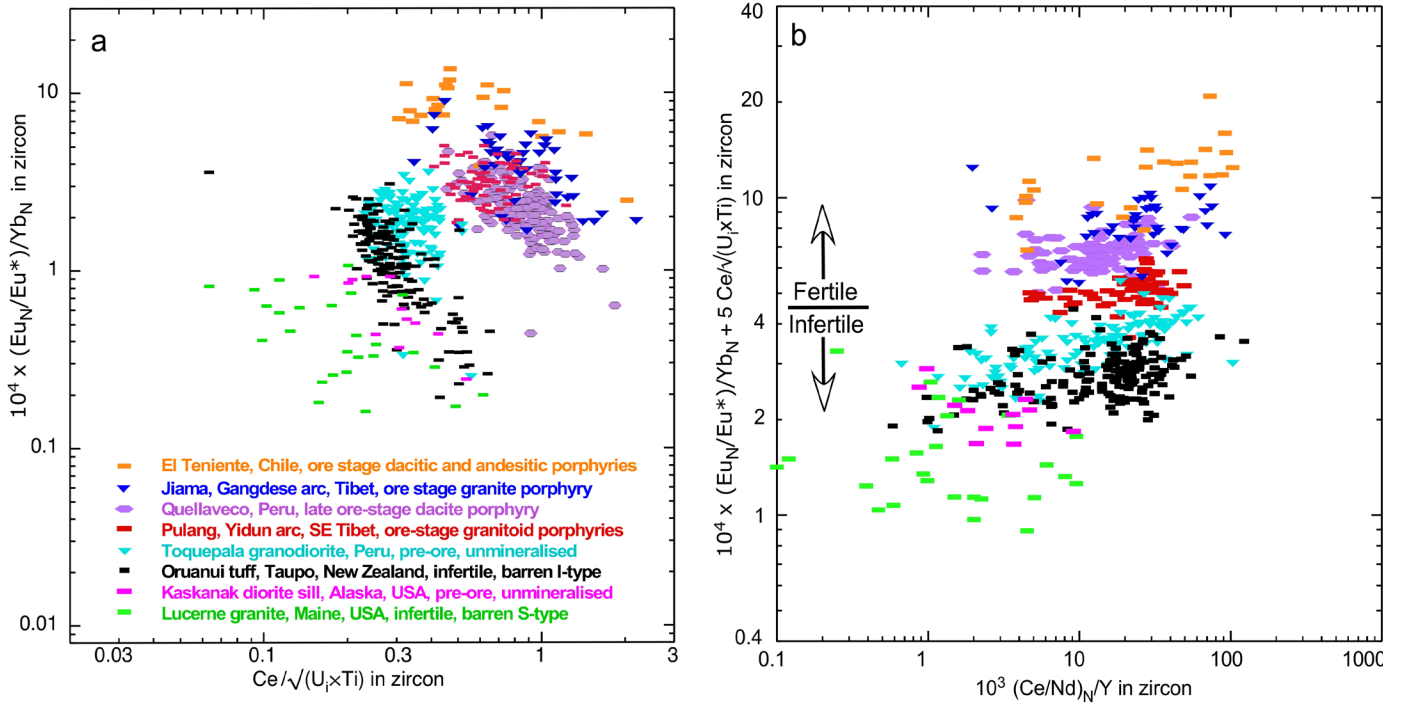 a
10⁴ x (Eu_N/Eu*)/Yb_N in zircon
10
1
0.1
0.01
El Teniente, Chile, ore stage dacitic and andesitic porphyries
Jiama, Gangdese arc, Tibet, ore stage granite porphyry
Quellaveco, Peru, late ore-stage dacite porphyry
Pulang, Yidun arc, SE Tibet, ore-stage granitoid porphyries
Toquepala granodiorite, Peru, pre-ore, unmineralised
Oruanui tuff, Taupo, New Zealand, infertile, barren I-type
Kaskanak diorite sill, Alaska, USA, pre-ore, unmineralised
Lucerne granite, Maine, USA, infertile, barren S-type
0.03 0.1 0.3 1 3
Ce/√(U_i×Ti) in zircon
b
10⁴ x (Eu_N/Eu*)/Yb_N + 5 Ce/√(U_ixTi) in zircon
40
20
10
4
2
1
0.4
Fertile
Infertile
0.1 1 10 100 1000
10³ (Ce/Nd)_N/Y in zircon